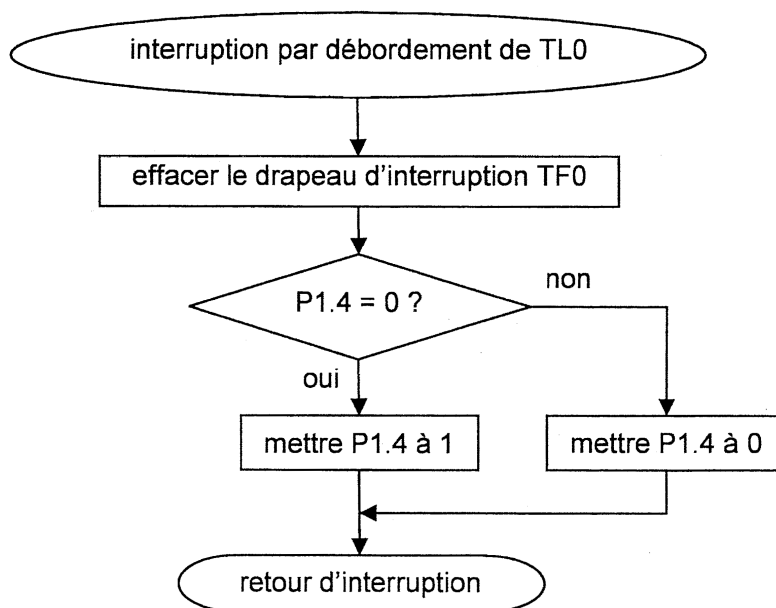 interruption par débordement de TL0
effacer le drapeau d'interruption TF0
P1.4 = 0 ?
non
oui
mettre P1.4 à 1
mettre P1.4 à 0
retour d'interruption